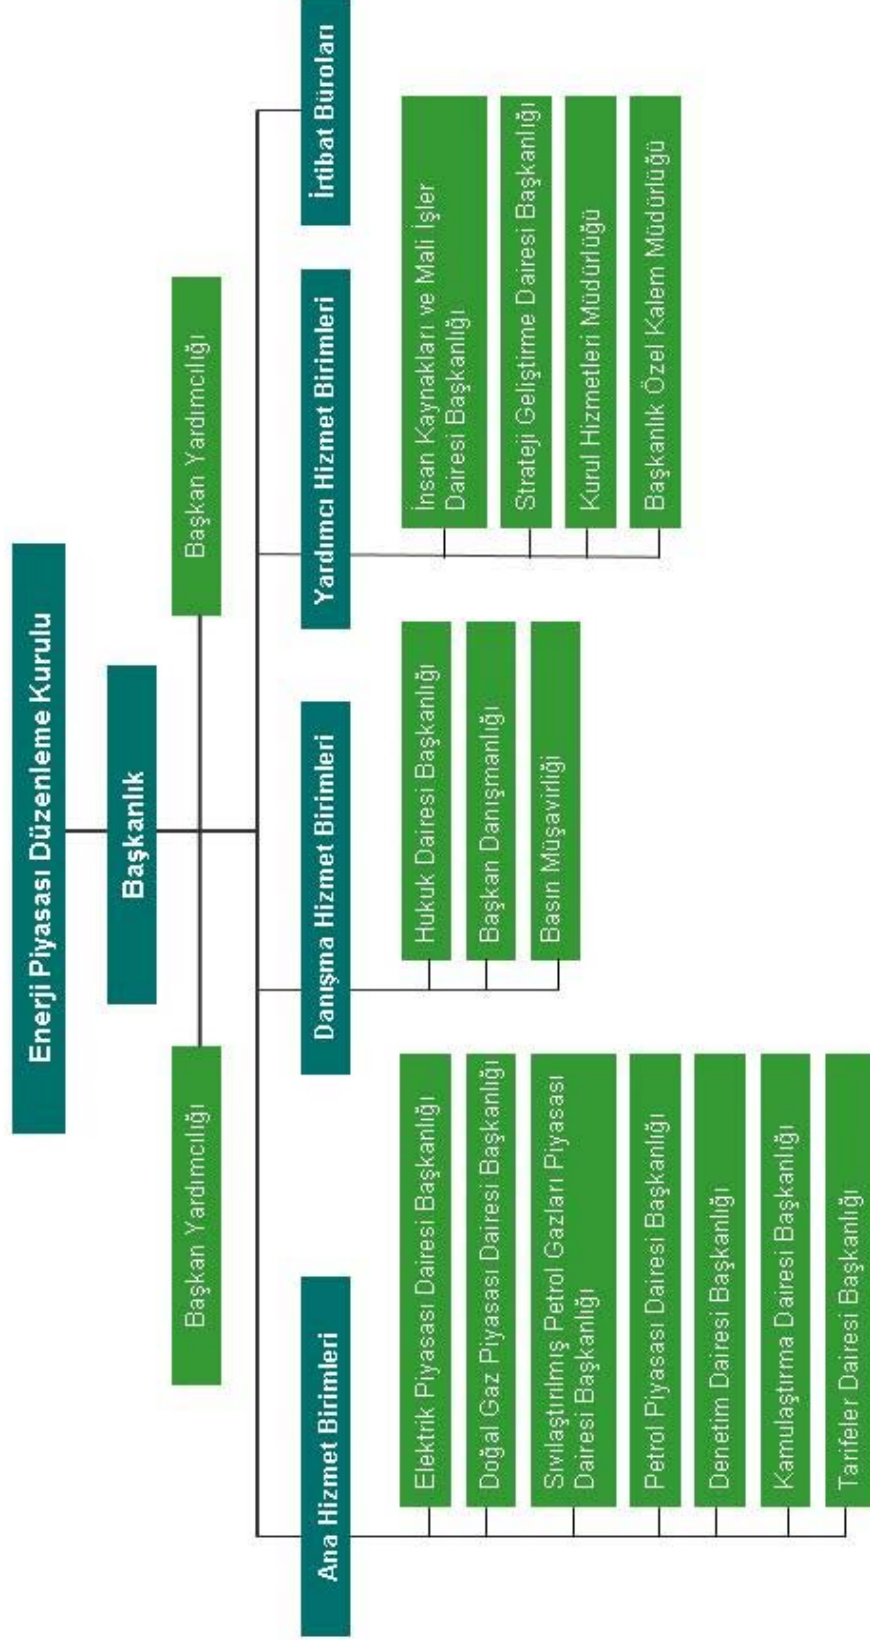 Enerji Piyasası Düzenleme Kurulu
Başkanlık
Başkan Yardımcılığı
Başkan Yardımcılığı
Ana Hizmet Birimleri
Elektrik Piyasası Dairesi Başkanlığı
Doğal Gaz Piyasası Dairesi Başkanlığı
Sıvılaştırılmış Petrol Gazları Piyasası
Dairesi Başkanlığı
Petrol Piyasası Dairesi Başkanlığı
Denetim Dairesi Başkanlığı
Kamulaştırma Dairesi Başkanlığı
Tarifeler Dairesi Başkanlığı
Danışma Hizmet Birimleri
Hukuk Dairesi Başkanlığı
Başkan Danışmanlığı
Basın Müşavirliği
Yardımcı Hizmet Birimleri
İnsan Kaynakları ve Mali İşler
Dairesi Başkanlığı
Strateji Geliştirme Dairesi Başkanlığı
Kurul Hizmetleri Müdürlüğü
Başkanlık Özel Kalem Müdürlüğü
İrtibat Büroları